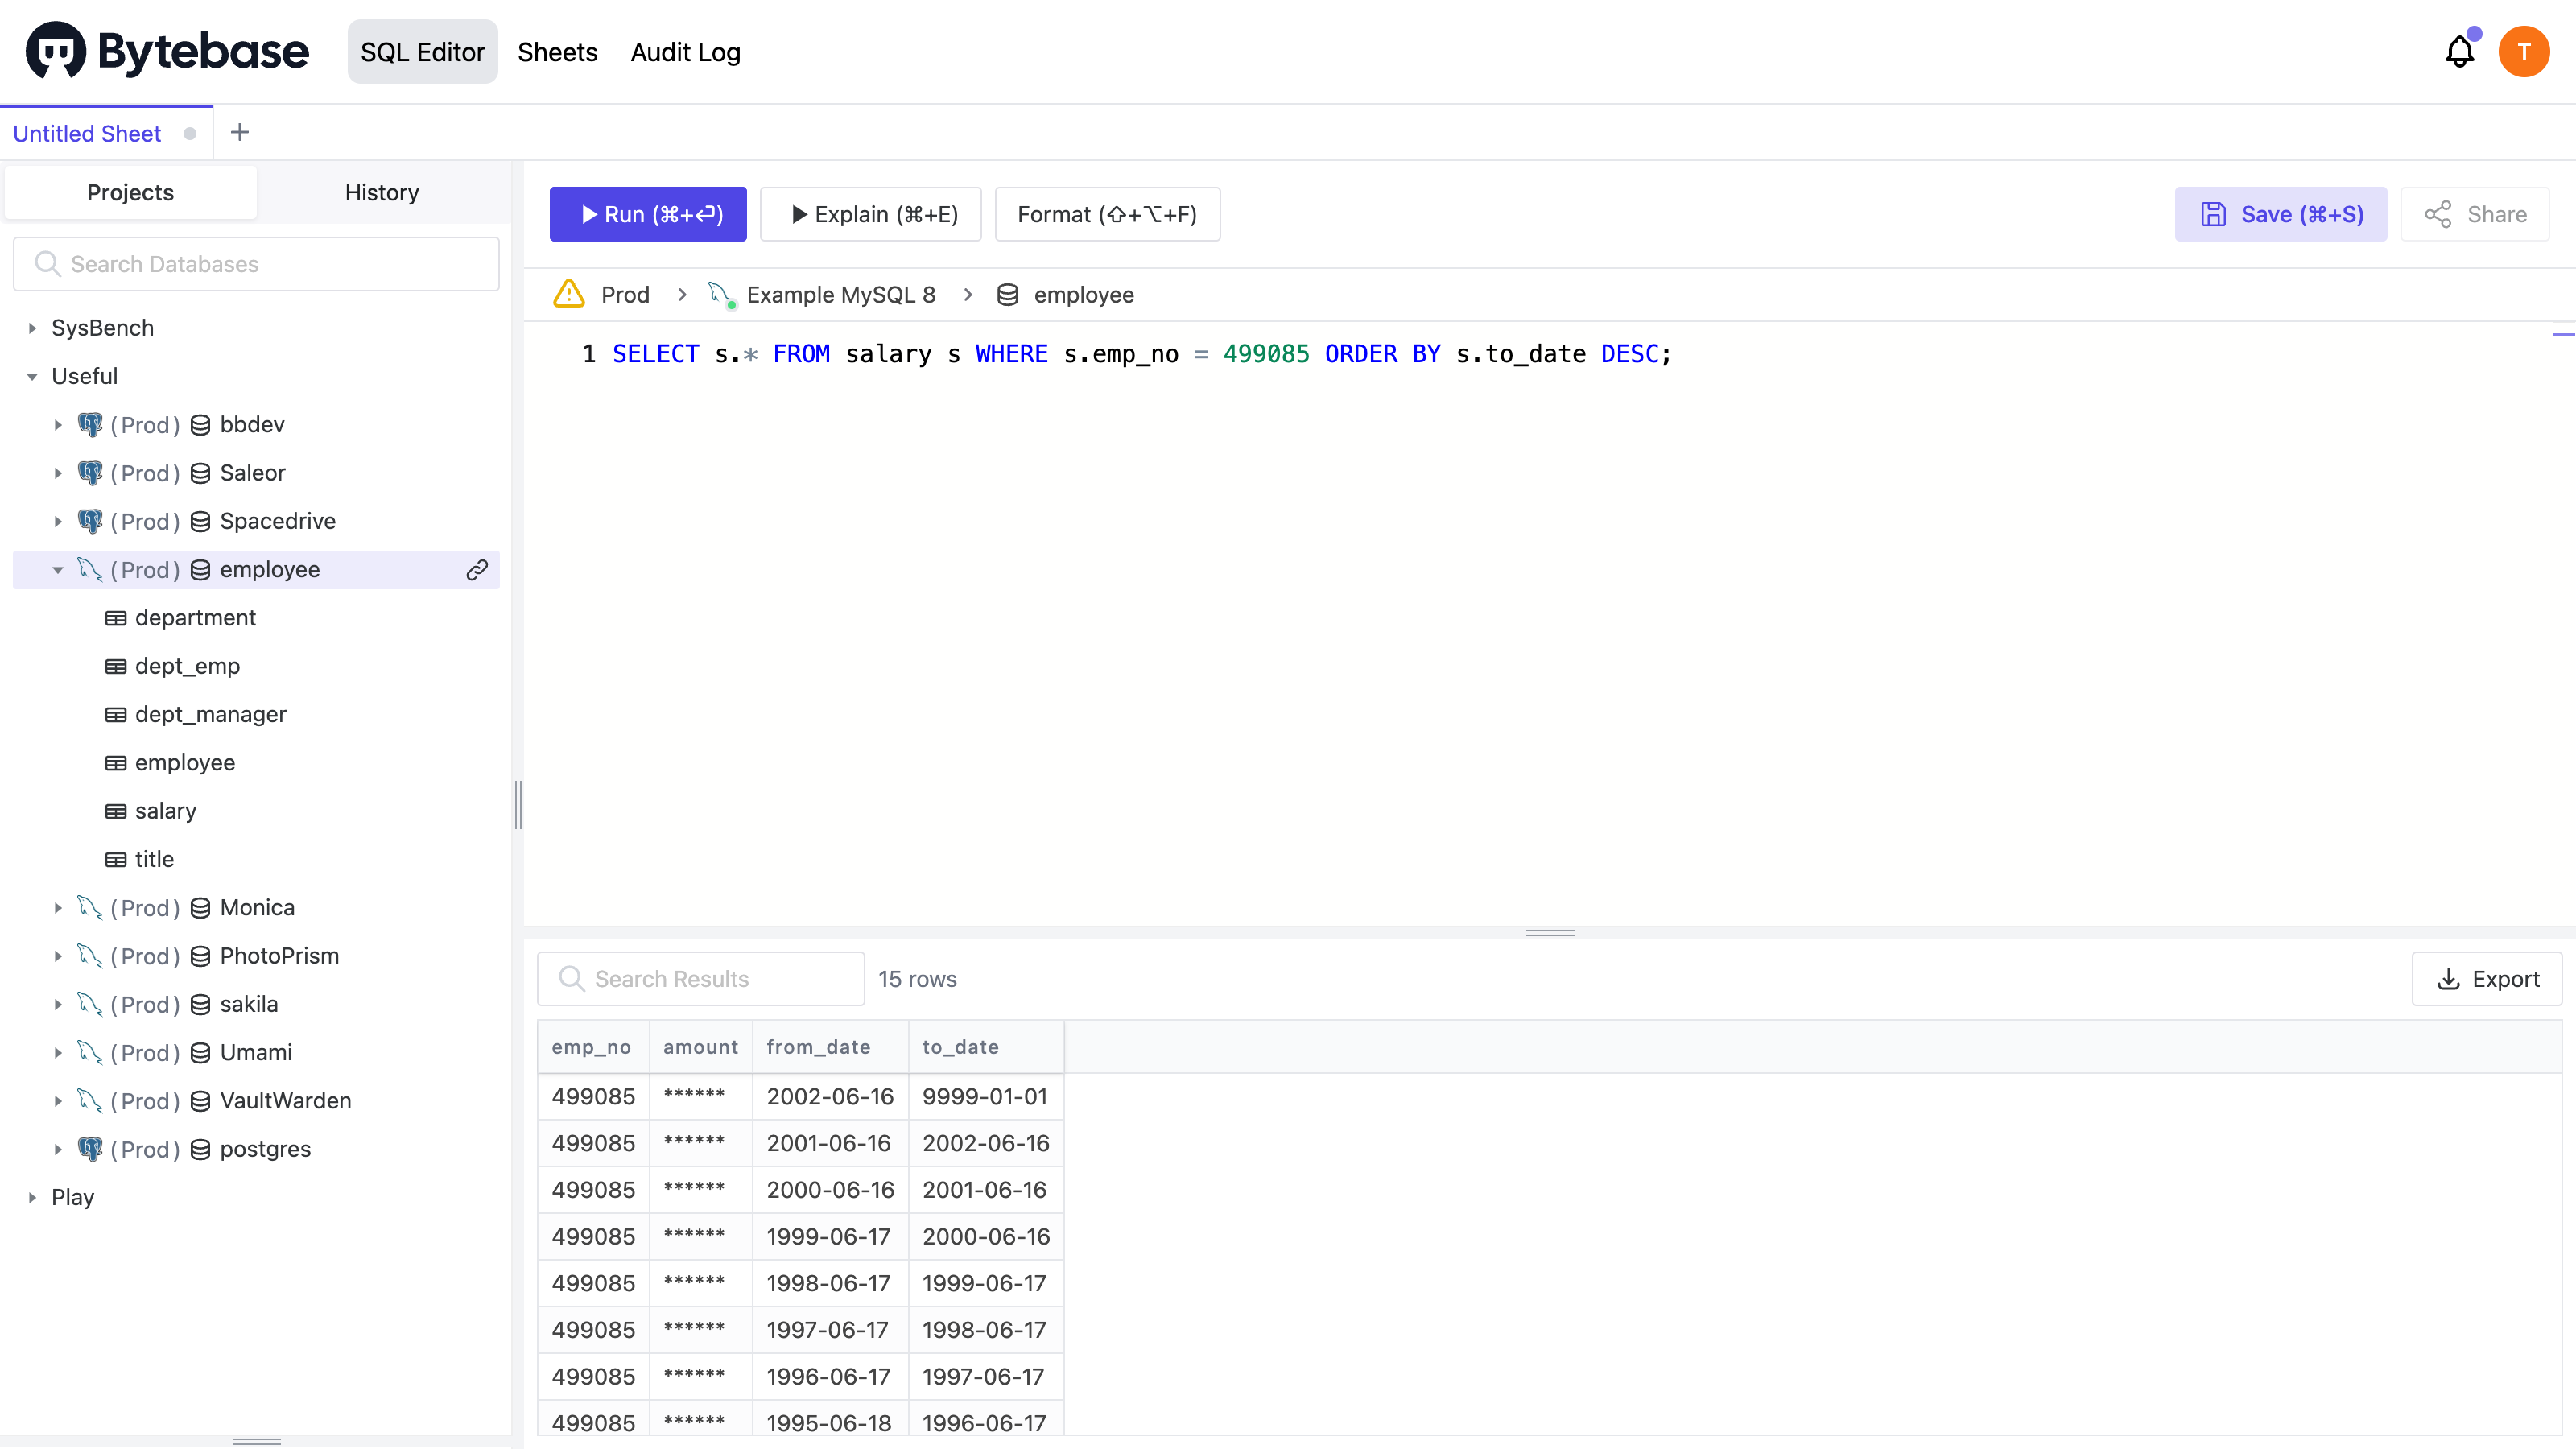 Bytebase SQL Editor Sheets Audit Log T
Untitled Sheet +
Projects History
Search Databases
SysBench
Useful
(Prod) bbdev
(Prod) Saleor
(Prod) Spacedrive
(Prod) employee
department
dept_emp
dept_manager
employee
salary
title
(Prod) Monica
(Prod) PhotoPrism
(Prod) sakila
(Prod) Umami
(Prod) VaultWarden
(Prod) postgres
Play
Run (⌘+⏎) Explain (⌘+E) Format (⇧+⌥+F) Save (⌘+S) Share
Prod > Example MySQL 8 > employee
1 SELECT s.* FROM salary s WHERE s.emp_no = 499085 ORDER BY s.to_date DESC;
Search Results 15 rows Export
emp_no amount from_date to_date
499085 ****** 2002-06-16 9999-01-01
499085 ****** 2001-06-16 2002-06-16
499085 ****** 2000-06-16 2001-06-16
499085 ****** 1999-06-17 2000-06-16
499085 ****** 1998-06-17 1999-06-17
499085 ****** 1997-06-17 1998-06-17
499085 ****** 1996-06-17 1997-06-17
499085 ****** 1995-06-18 1996-06-17